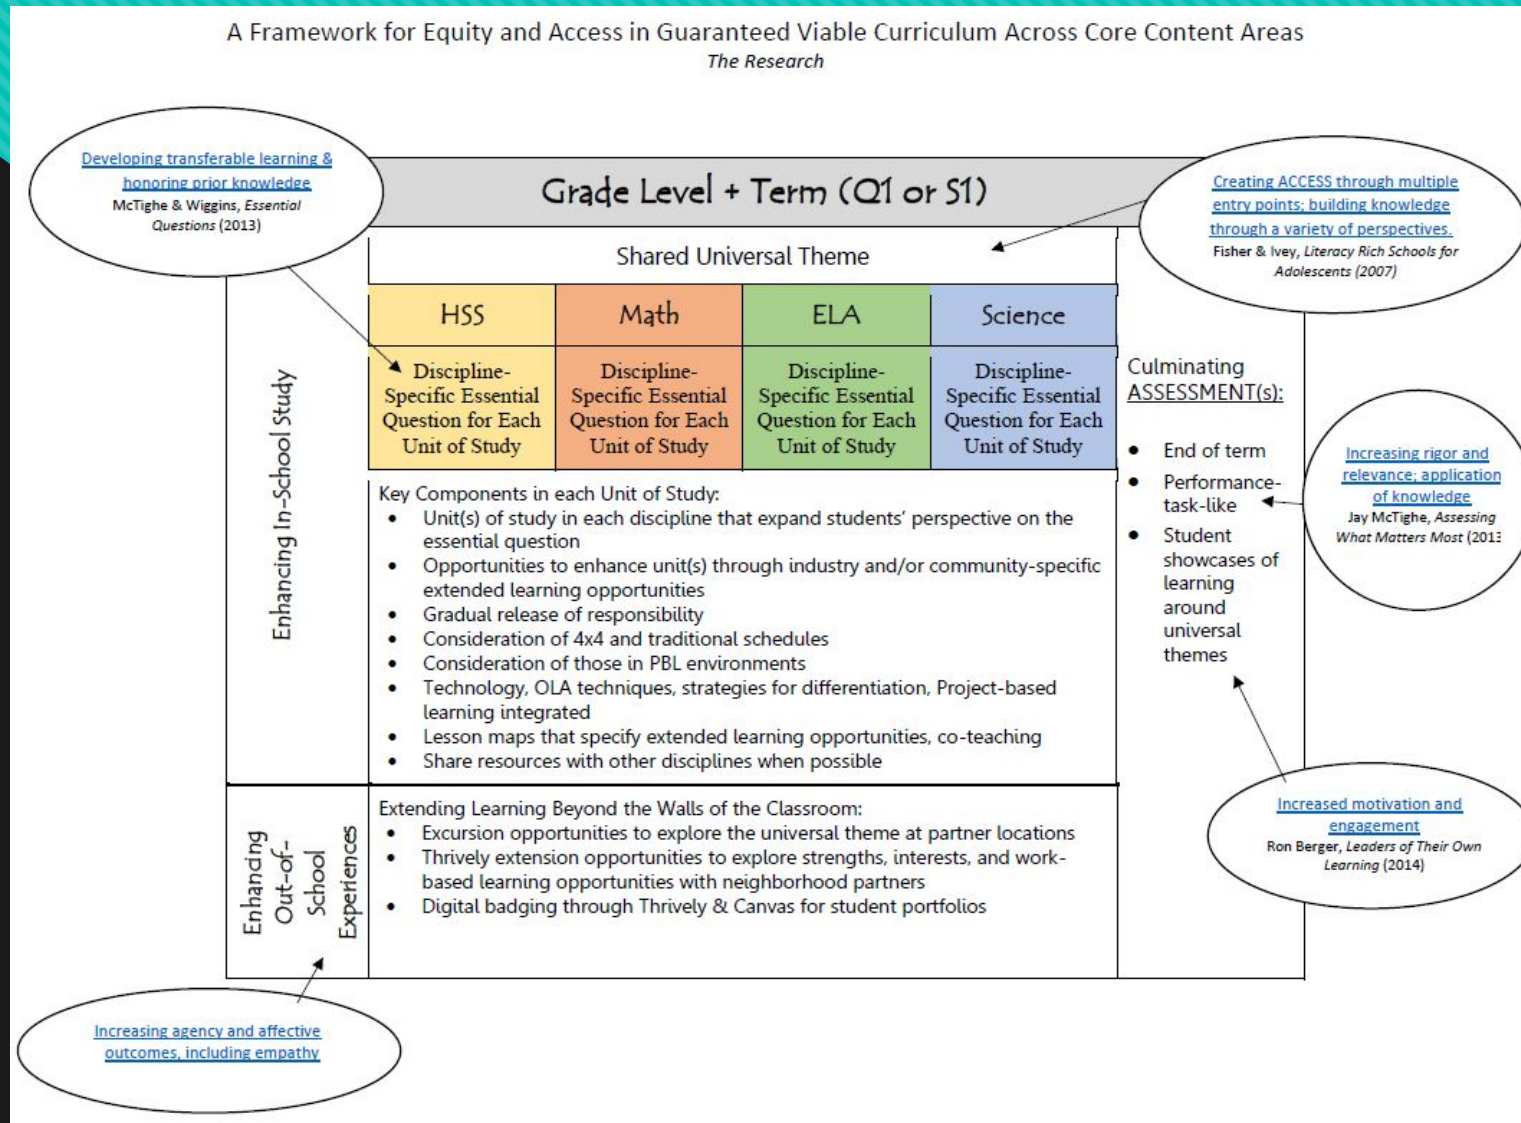 A Framework for Equity and Access in Guaranteed Viable Curriculum Across Core Content Areas
The Research
Developing transferable learning &
honoring prior knowledge
McTighe & Wiggins, Essential
Questions (2013)
Grade Level + Term (Q1 or S1)
Creating ACCESS through multiple
entry points; building knowledge
through a variety of perspectives.
Fisher & Ivey, Literacy Rich Schools for
Adolescents (2007)
Shared Universal Theme
Enhancing In-School Study
HSS
Math
ELA
Science
Discipline-
Specific Essential
Question for Each
Unit of Study
Discipline-
Specific Essential
Question for Each
Unit of Study
Discipline-
Specific Essential
Question for Each
Unit of Study
Discipline-
Specific Essential
Question for Each
Unit of Study
Key Components in each Unit of Study:
• Unit(s) of study in each discipline that expand students' perspective on the
essential question
• Opportunities to enhance unit(s) through industry and/or community-specific
extended learning opportunities
• Gradual release of responsibility
• Consideration of 4x4 and traditional schedules
• Consideration of those in PBL environments
• Technology, OLA techniques, strategies for differentiation, Project-based
learning integrated
• Lesson maps that specify extended learning opportunities, co-teaching
• Share resources with other disciplines when possible
Culminating
ASSESSMENT(s):
• End of term
• Performance-
task-like
• Student
showcases of
learning
around
universal
themes
Increasing rigor and
relevance; application
of knowledge
Jay McTighe, Assessing
What Matters Most (2013
Enhancing
Out-of-
School
Experiences
Extending Learning Beyond the Walls of the Classroom:
• Excursion opportunities to explore the universal theme at partner locations
• Thrively extension opportunities to explore strengths, interests, and work-
based learning opportunities with neighborhood partners
• Digital badging through Thrively & Canvas for student portfolios
Increased motivation and
engagement
Ron Berger, Leaders of Their Own
Learning (2014)
Increasing agency and affective
outcomes, including empathy